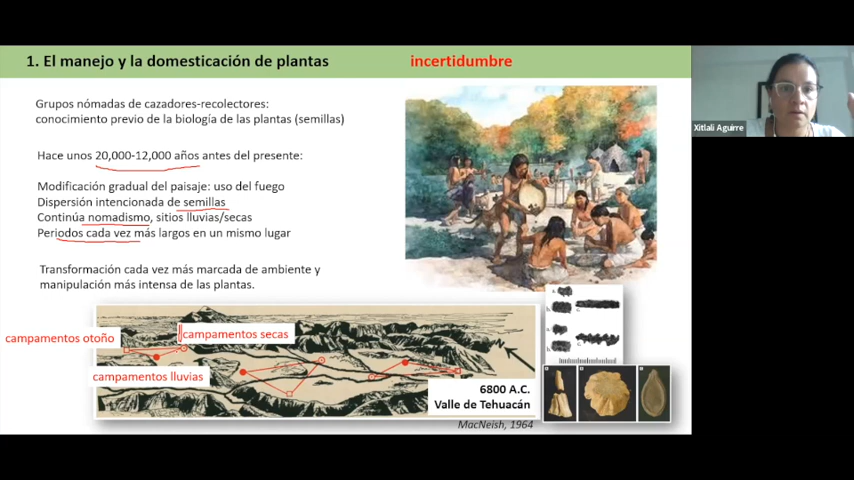 1. El manejo y la domesticación de plantas
incertidumbre
Grupos nómadas de cazadores-recolectores:
conocimiento previo de la biología de las plantas (semillas)
Hace unos 20,000-12,000 años antes del presente:
Modificación gradual del paisaje: uso del fuego
Dispersión intencionada de semillas
Continúa nomadismo, sitios lluvias/secas
Periodos cada vez más largos en un mismo lugar
Transformación cada vez más marcada de ambiente y
manipulación más intensa de las plantas.
campamentos otoño
campamentos secas
campamentos lluvias
6800 A.C.
Valle de Tehuacán
MacNeish, 1964
Xitlali Aguirre